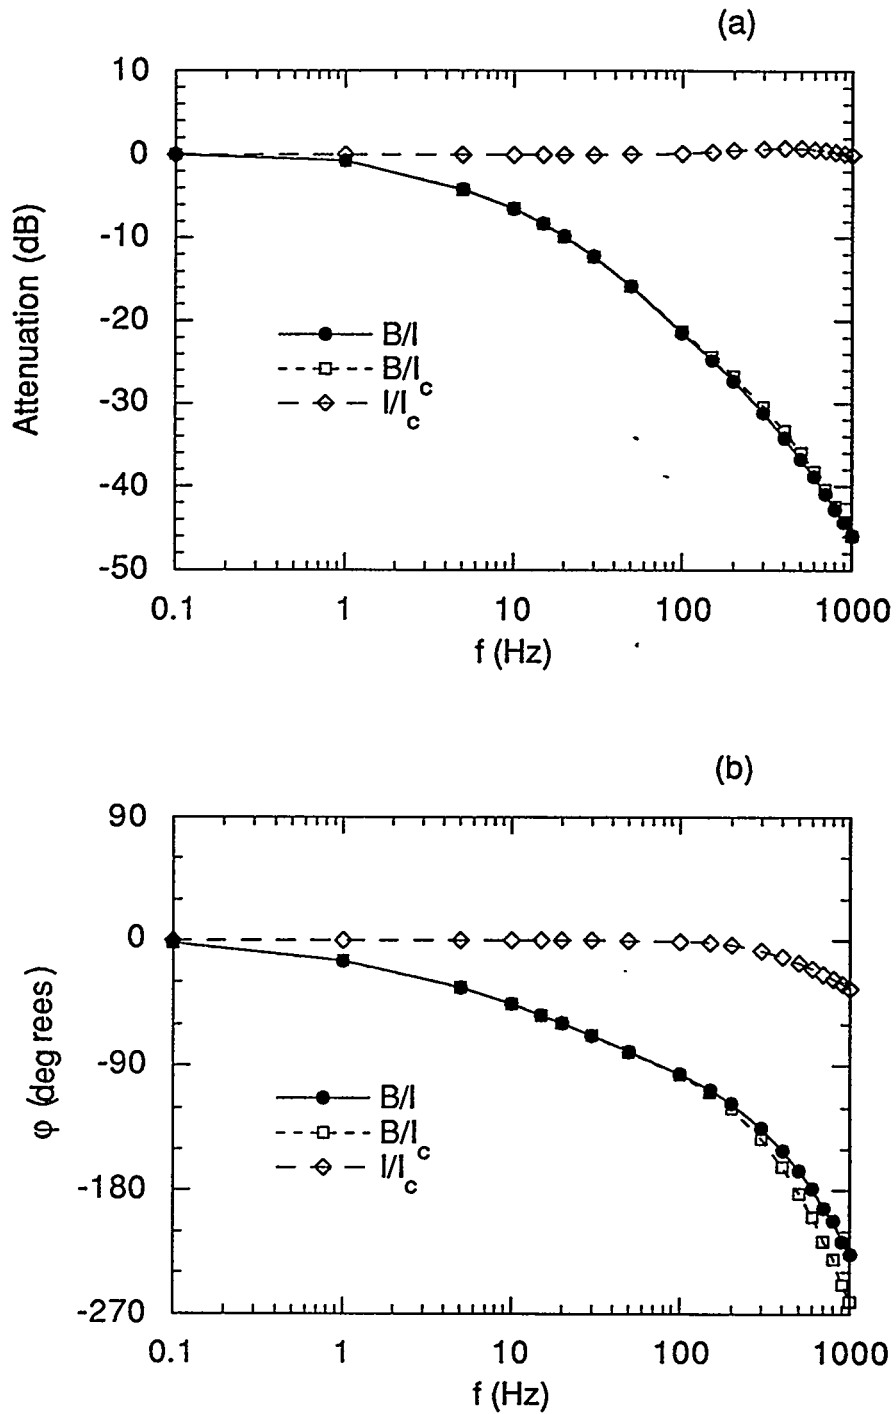 (a)
10
0
-10
-20
-30
-40
-50
Attenuation (dB)
B/I
B/I_c
I/I_c
0.1 1 10 100 1000
f (Hz)
(b)
90
0
-90
-180
-270
φ (deg rees)
B/I
B/I_c
I/I_c
0.1 1 10 100 1000
f (Hz)